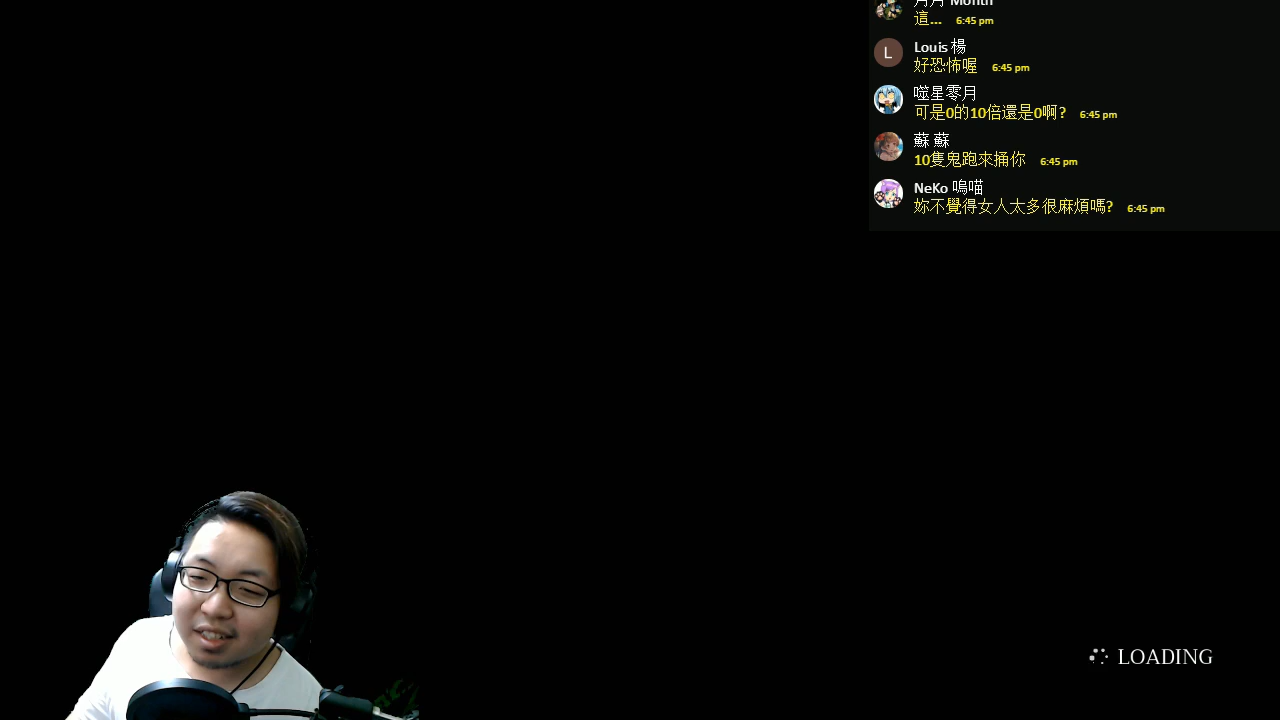 月月 Month
這... 6:45 pm
Louis 楊
好恐怖喔 6:45 pm
噬星零月
可是0的10倍還是0啊? 6:45 pm
蘇 蘇
10隻鬼跑來捅你 6:45 pm
NeKo 嗚喵
妳不覺得女人太多很麻煩嗎? 6:45 pm
L
LOADING